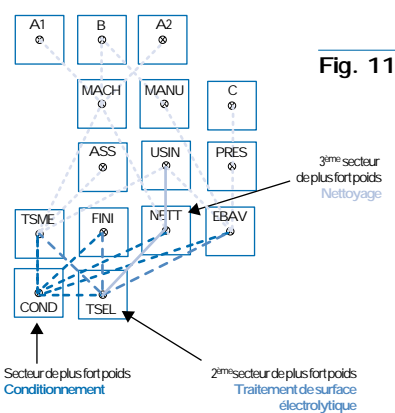 A1 B A2
Fig. 11
MACH MANU C
ASS USIN PRES
3ème secteur
de plus fort poids
Nettoyage
TSME FINI NETT EBAV
COND TSEL
Secteur de plus fort poids
Conditionnement
2ème secteur de plus fort poids
Traitement de surface
électrolytique